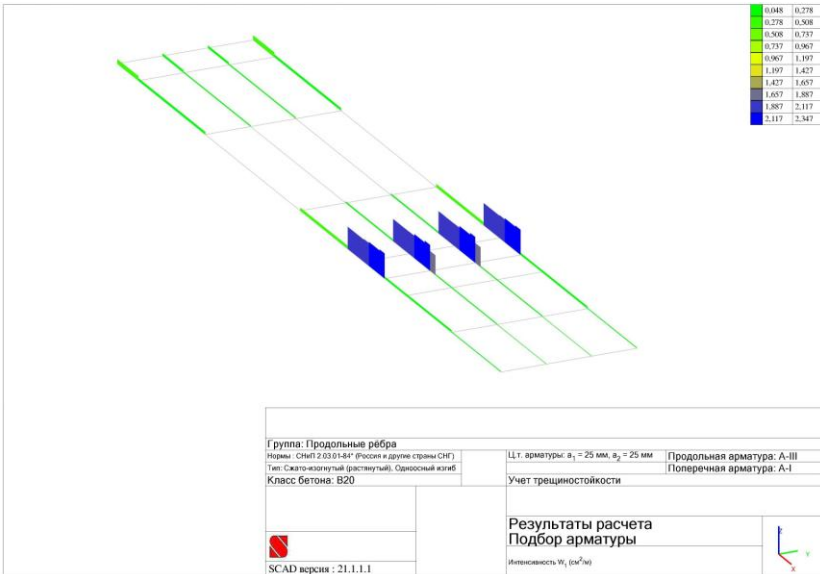 0,048 0,278
0,278 0,508
0,508 0,737
0,737 0,967
0,967 1,197
1,197 1,427
1,427 1,657
1,657 1,887
1,887 2,117
2,117 2,347
Группа: Продольные рёбра
Нормы : СНиП 2.03.01-84* (Россия и другие страны СНГ)
Тип: Сжато-изогнутый (растянутый), Одноосный изгиб
Класс бетона: B20
Ц.т. арматуры: a₁ = 25 мм, a₂ = 25 мм
Продольная арматура: A-III
Поперечная арматура: A-I
Учет трещиностойкости
Результаты расчета
Подбор арматуры
Интенсивность W₁ (см²/м)
SCAD версия : 21.1.1.1
Z
Y
X